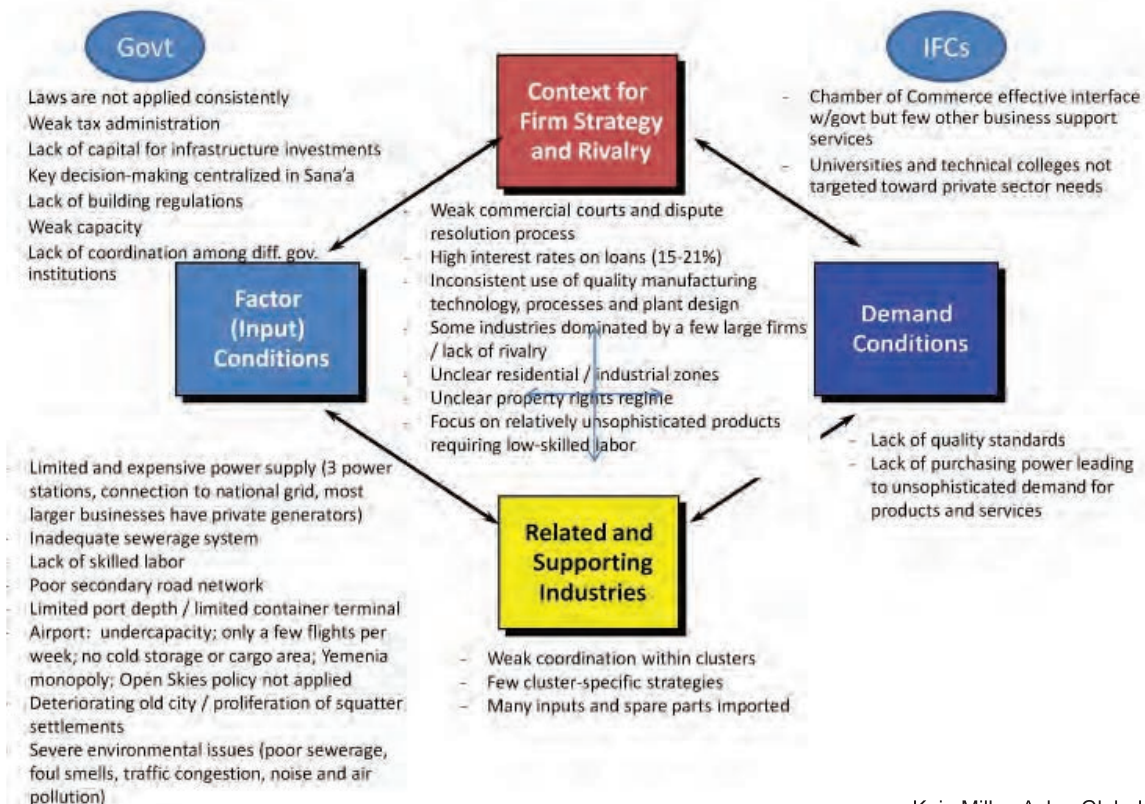 Govt
Laws are not applied consistently
Weak tax administration
Lack of capital for infrastructure investments
Key decision-making centralized in Sana'a
Lack of building regulations
Weak capacity
Lack of coordination among diff. gov.
institutions
IFCs
- Chamber of Commerce effective interface
w/govt but few other business support
services
- Universities and technical colleges not
targeted toward private sector needs
Context for
Firm Strategy
and Rivalry
- Weak commercial courts and dispute
resolution process
- High interest rates on loans (15-21%)
- Inconsistent use of quality manufacturing
technology, processes and plant design
- Some industries dominated by a few large firms
/ lack of rivalry
- Unclear residential / industrial zones
- Unclear property rights regime
- Focus on relatively unsophisticated products
requiring low-skilled labor
Factor
(Input)
Conditions
Demand
Conditions
- Limited and expensive power supply (3 power
stations, connection to national grid, most
larger businesses have private generators)
- Inadequate sewerage system
- Lack of skilled labor
- Poor secondary road network
- Limited port depth / limited container terminal
- Airport: undercapacity; only a few flights per
week; no cold storage or cargo area; Yemenia
monopoly; Open Skies policy not applied
- Deteriorating old city / proliferation of squatter
settlements
- Severe environmental issues (poor sewerage,
foul smells, traffic congestion, noise and air
pollution)
- Lack of quality standards
- Lack of purchasing power leading
to unsophisticated demand for
products and services
Related and
Supporting
Industries
- Weak coordination within clusters
- Few cluster-specific strategies
- Many inputs and spare parts imported